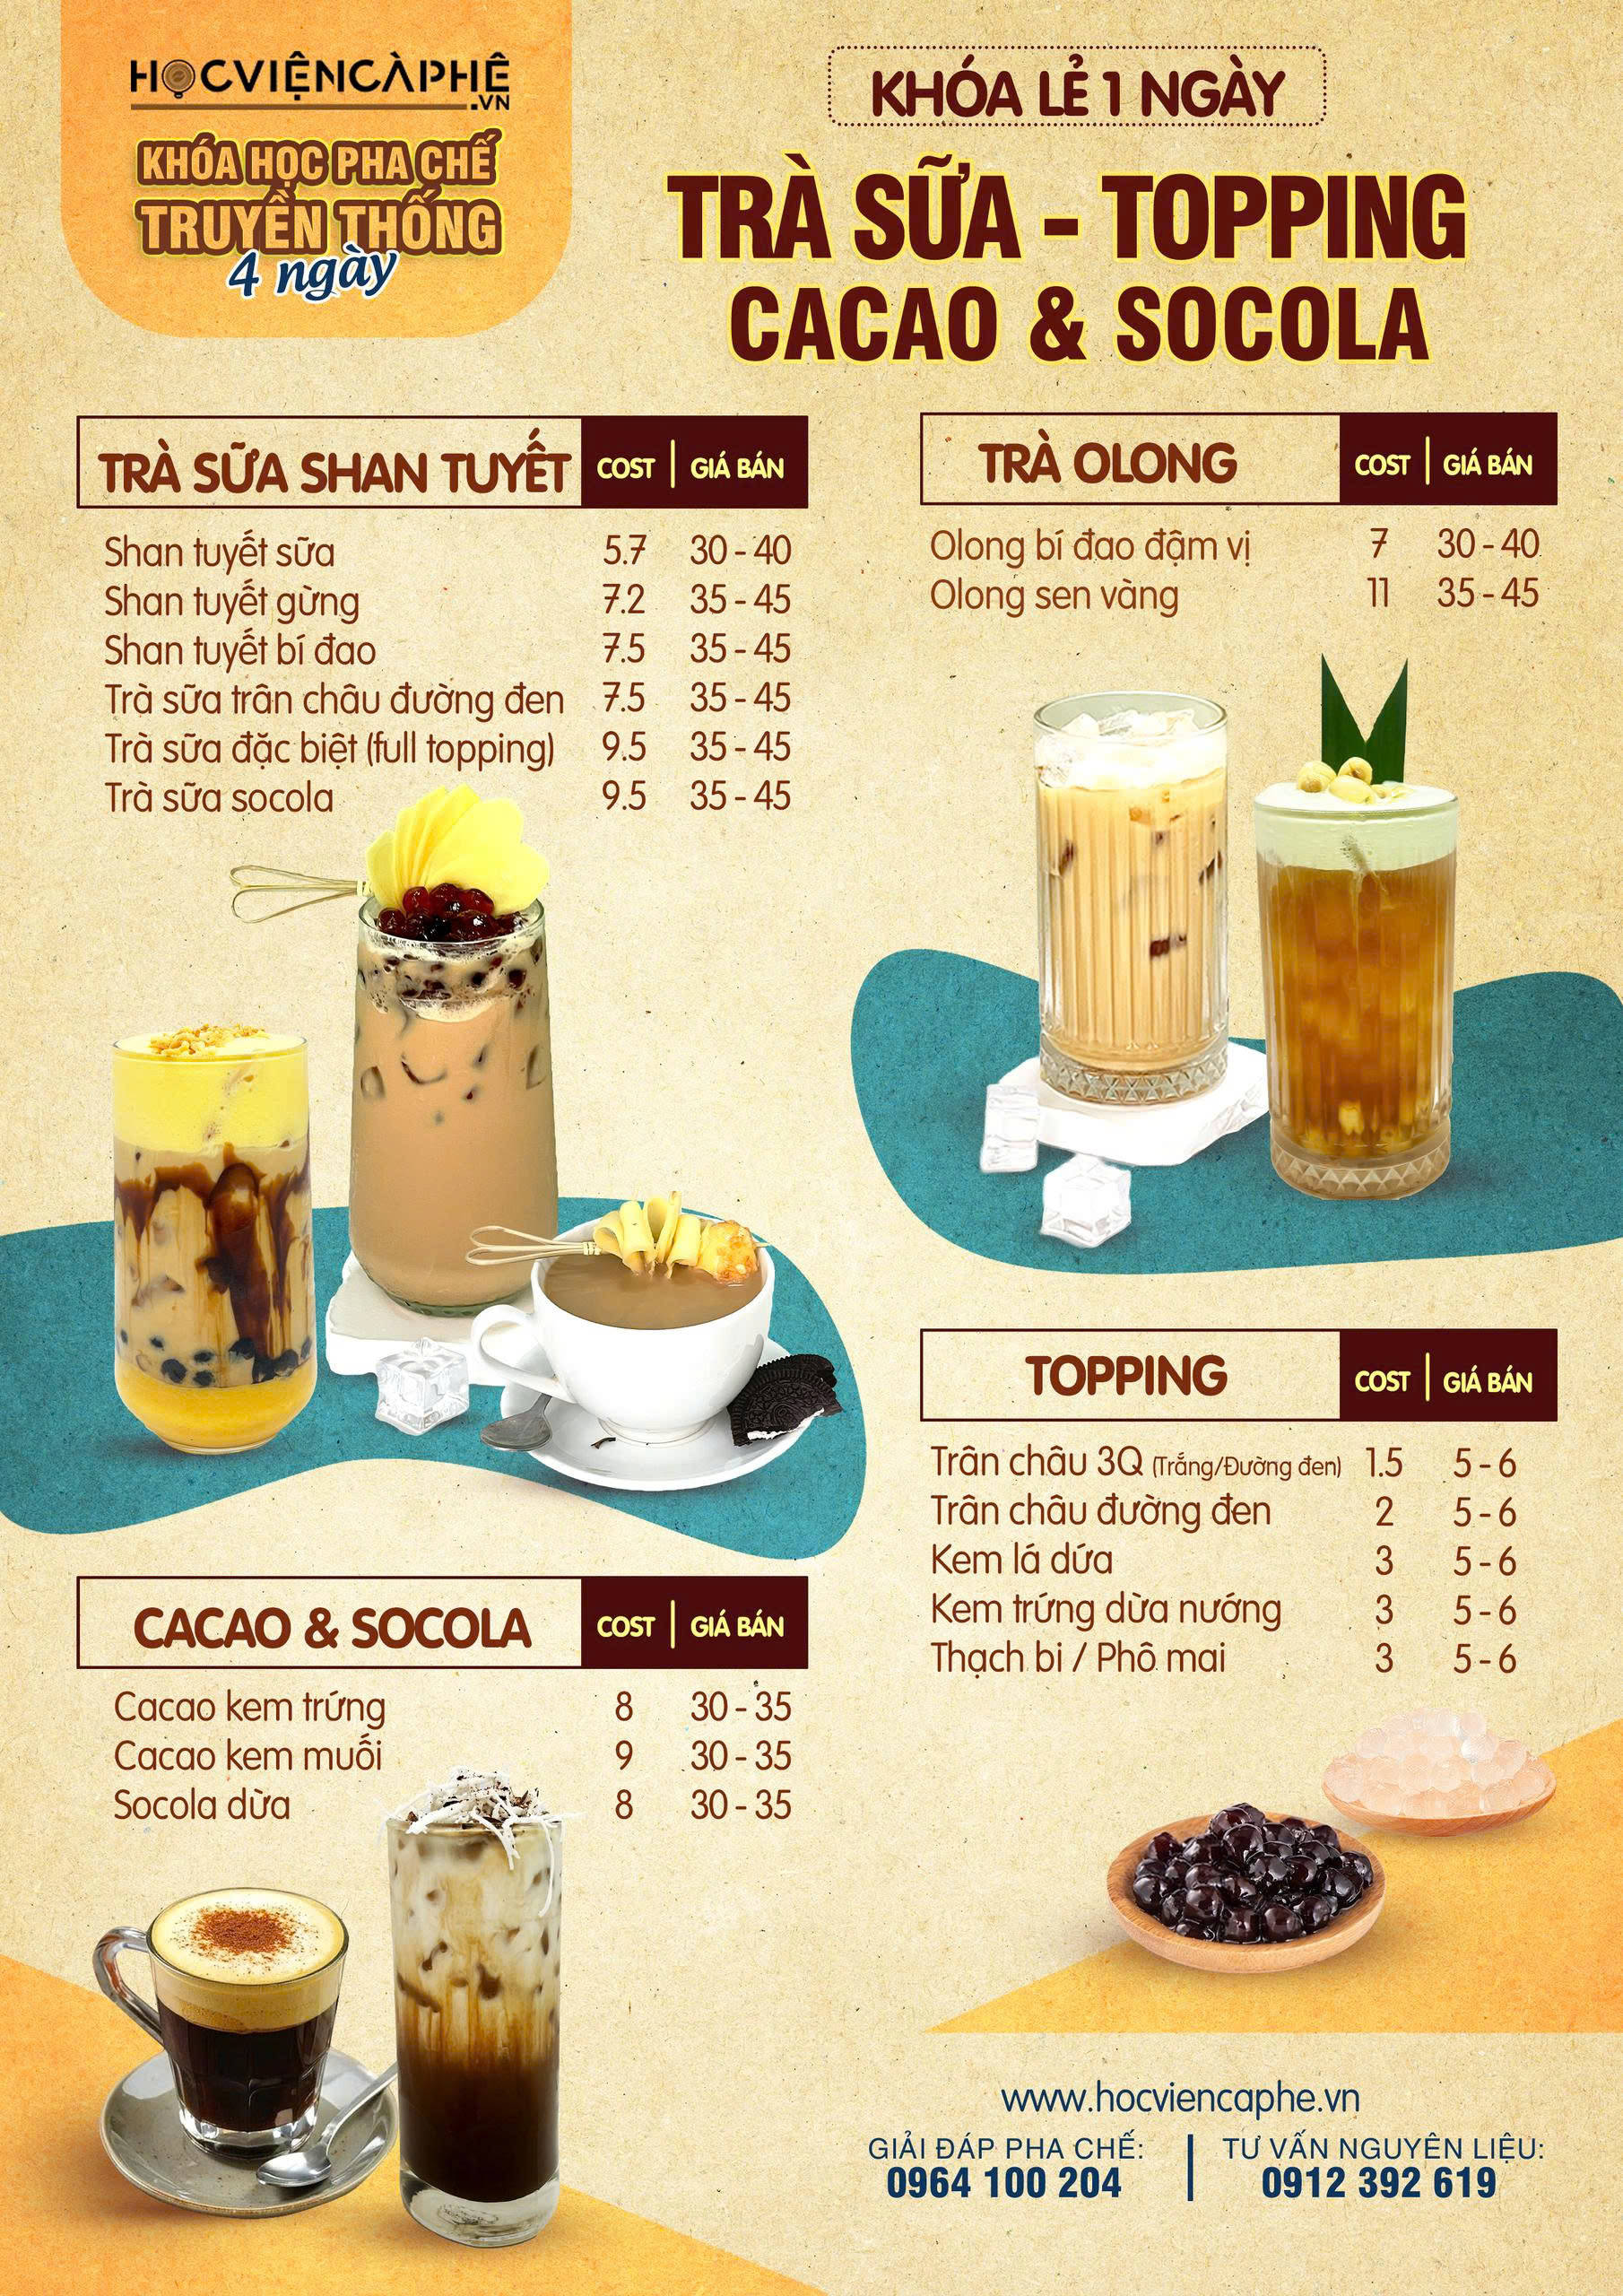 HỌCVIỆNCÀPHÊ
.VN
KHÓA HỌC PHA CHẾ
TRUYỀN THỐNG
4 ngày
KHÓA LẺ 1 NGÀY
TRÀ SỮA - TOPPING
CACAO & SOCOLA
TRÀ SỮA SHAN TUYẾT COST | GIÁ BÁN
Shan tuyết sữa 5.7 30 - 40
Shan tuyết gừng 7.2 35 - 45
Shan tuyết bí đao 7.5 35 - 45
Trà sữa trân châu đường đen 7.5 35 - 45
Trà sữa đặc biệt (full topping) 9.5 35 - 45
Trà sữa socola 9.5 35 - 45
TRÀ OLONG COST | GIÁ BÁN
Olong bí đao đậm vị 7 30 - 40
Olong sen vàng 11 35 - 45
CACAO & SOCOLA COST | GIÁ BÁN
Cacao kem trứng 8 30 - 35
Cacao kem muối 9 30 - 35
Socola dừa 8 30 - 35
TOPPING COST | GIÁ BÁN
Trân châu 3Q (Trắng/Đường đen) 1.5 5 - 6
Trân châu đường đen 2 5 - 6
Kem lá dứa 3 5 - 6
Kem trứng dừa nướng 3 5 - 6
Thạch bi / Phô mai 3 5 - 6
www.hocviencaphe.vn
GIẢI ĐÁP PHA CHẾ: | TƯ VẤN NGUYÊN LIỆU:
0964 100 204 | 0912 392 619